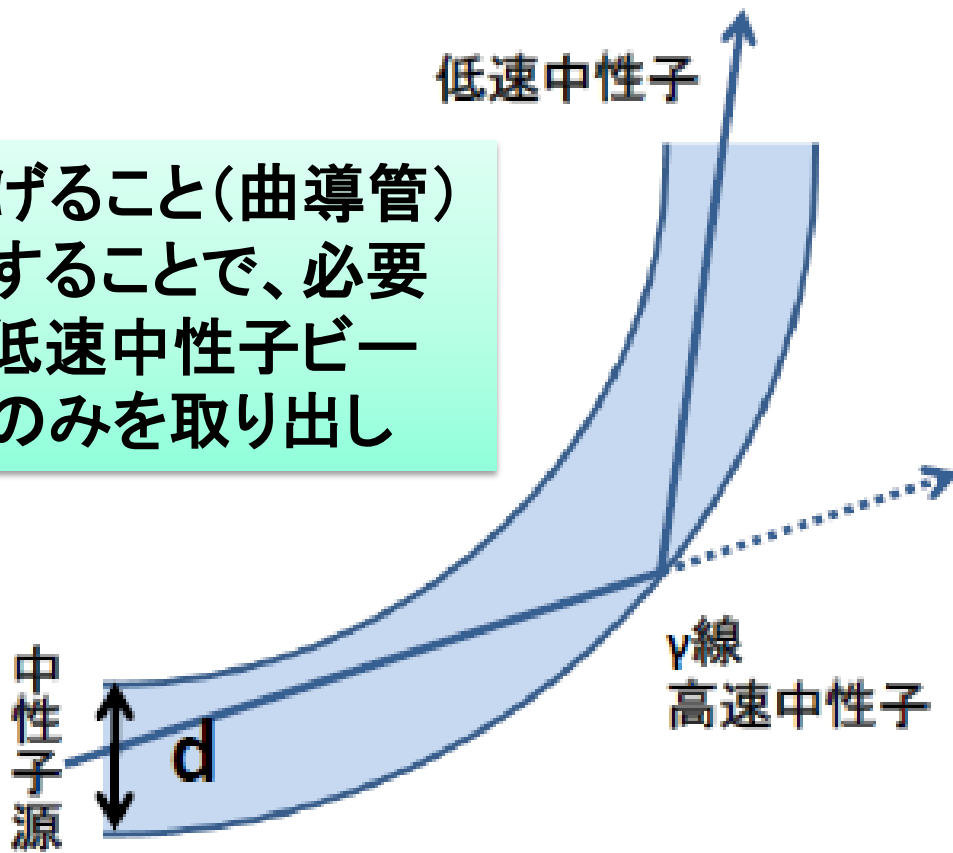 低速中性子
げること（曲導管）
することで、必要
低速中性子ビー
のみを取り出し
中性子源
d
γ線
高速中性子